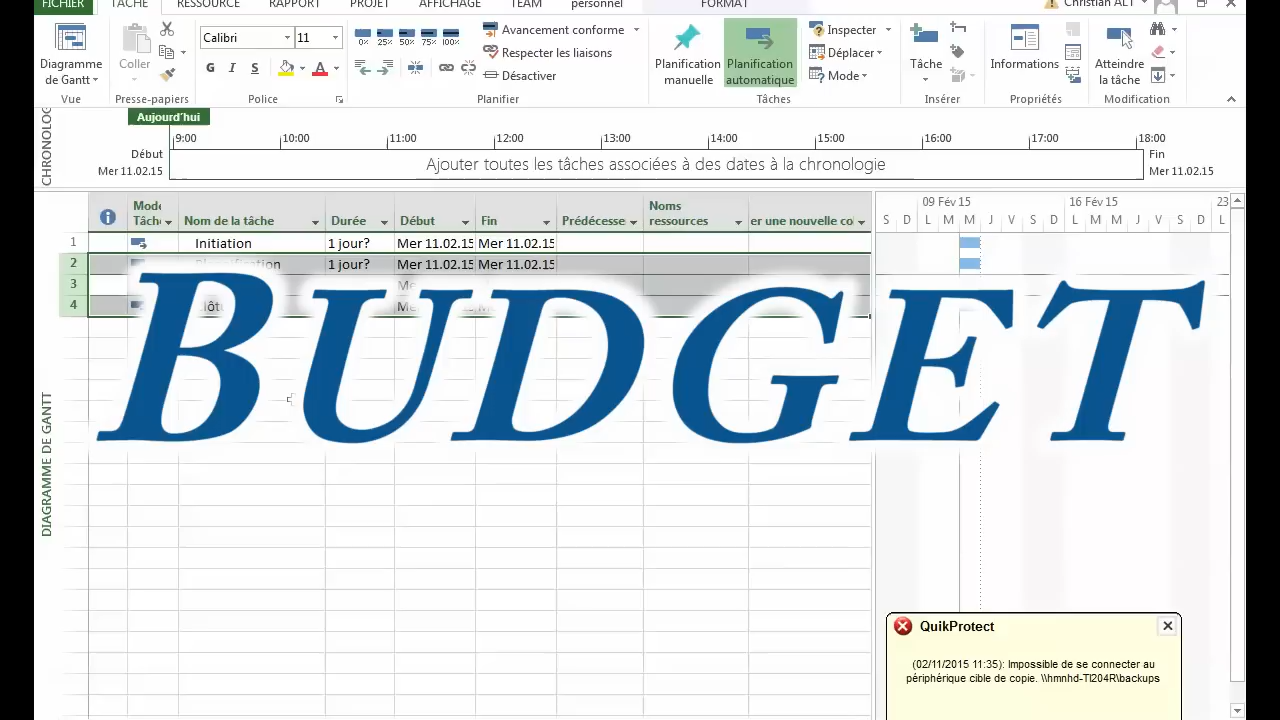 FICHIER TÂCHE RESSOURCE RAPPORT PROJET AFFICHAGE TEAM personnel FORMAT Christian ALT
Calibri 11
0% 25% 50% 75% 100%
Avancement conforme
Respecter les liaisons
Désactiver
G I S A
Diagramme de Gantt
Coller
Planification manuelle
Planification automatique
Inspecter
Déplacer
Mode
Tâche
Informations
Atteindre la tâche
Vue Presse-papiers Police Planifier Tâches Insérer Propriétés Modification
Aujourd'hui
CHRONOLOG
9:00 10:00 11:00 12:00 13:00 14:00 15:00 16:00 17:00 18:00
Début
Mer 11.02.15
Ajouter toutes les tâches associées à des dates à la chronologie
Fin
Mer 11.02.15
Mode Tâche Nom de la tâche Durée Début Fin Prédécesse Noms ressources er une nouvelle co
09 Fév 15 16 Fév 15 23
S D L M M J V S D L M M J V S D L
1 Initiation 1 jour? Mer 11.02.15 Mer 11.02.15
2 1 jour? Mer 11.02.15 Mer 11.02.15
3
4
BUDGET
DIAGRAMME DE GANTT
QuikProtect
(02/11/2015 11:35): Impossible de se connecter au
périphérique cible de copie. \\hmnhd-TI204R\backups